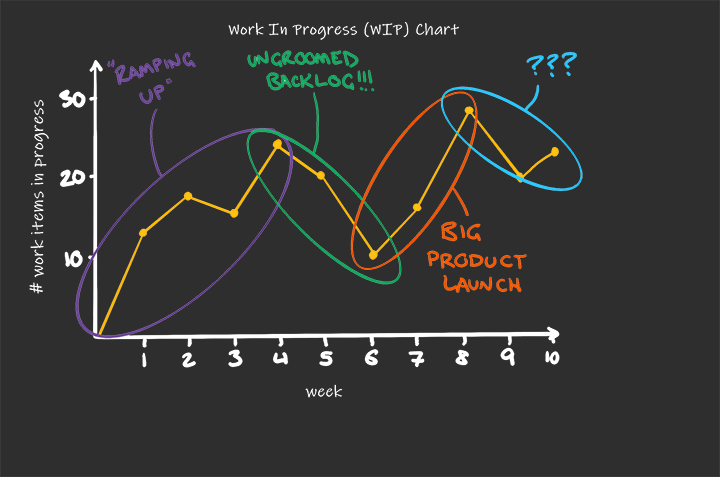 Work In Progress (WIP) Chart
"RAMPING
UP"
UNGROOMED
BACKLOG!!!
???
# work items in progress
30
20
10
BIG
PRODUCT
LAUNCH
1 2 3 4 5 6 7 8 9 10
week